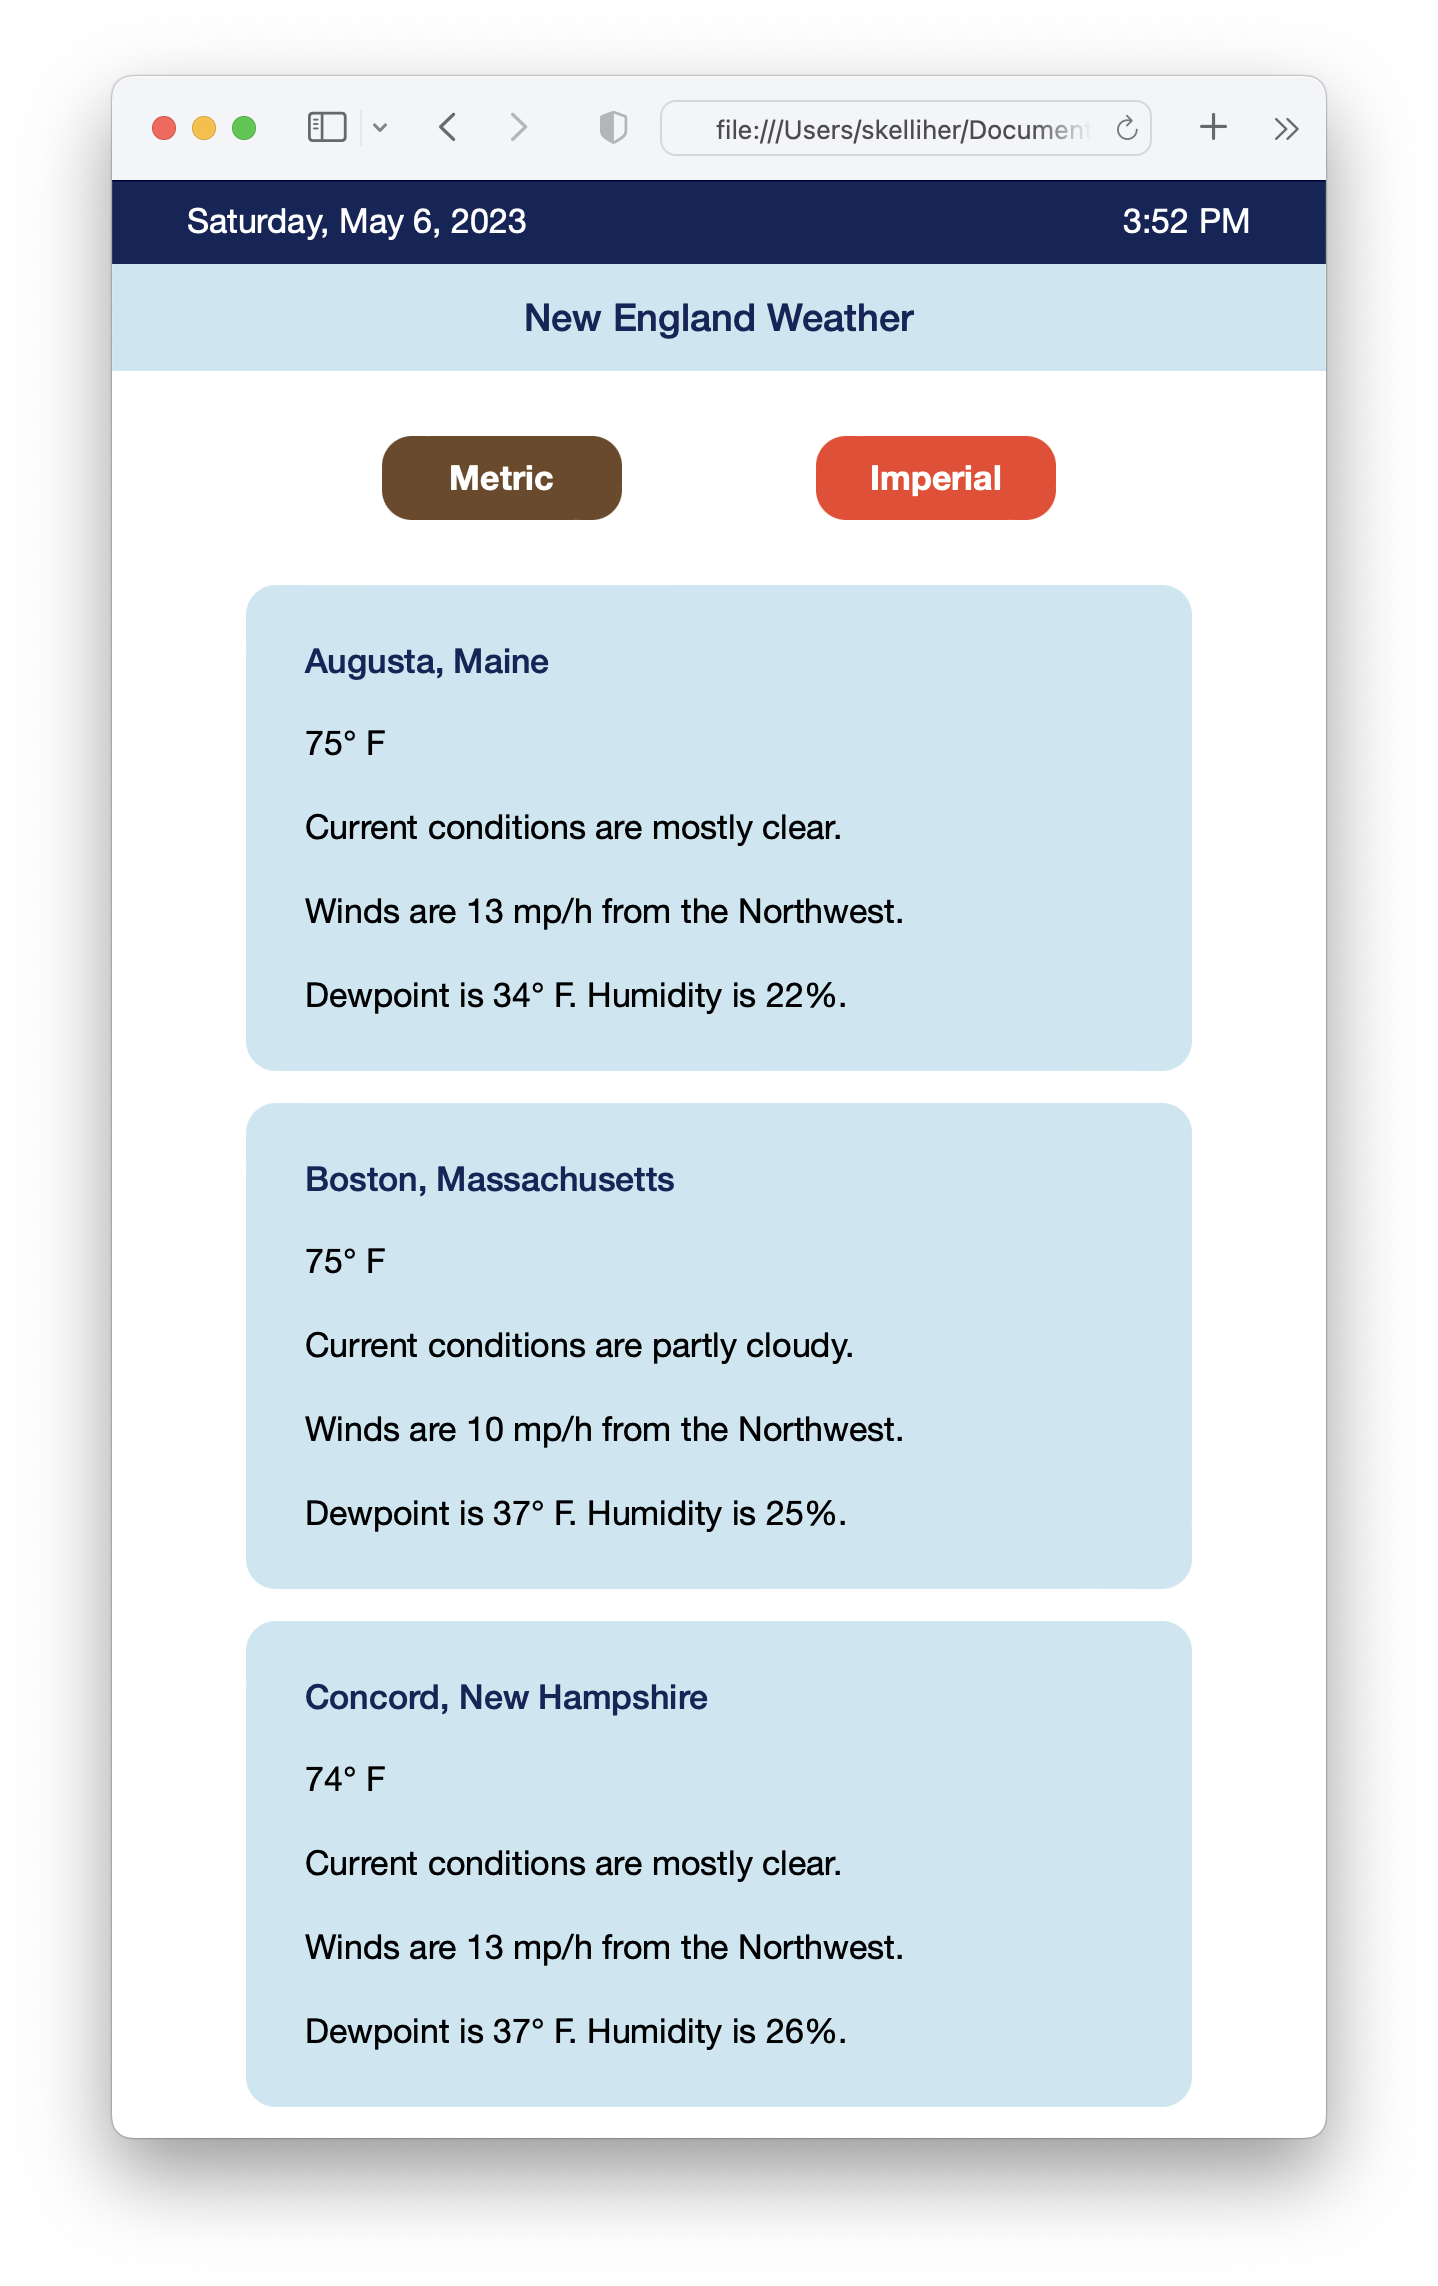 file:///Users/skelliher/Document
Saturday, May 6, 2023 3:52 PM
New England Weather
Metric Imperial
Augusta, Maine
75° F
Current conditions are mostly clear.
Winds are 13 mp/h from the Northwest.
Dewpoint is 34° F. Humidity is 22%.
Boston, Massachusetts
75° F
Current conditions are partly cloudy.
Winds are 10 mp/h from the Northwest.
Dewpoint is 37° F. Humidity is 25%.
Concord, New Hampshire
74° F
Current conditions are mostly clear.
Winds are 13 mp/h from the Northwest.
Dewpoint is 37° F. Humidity is 26%.